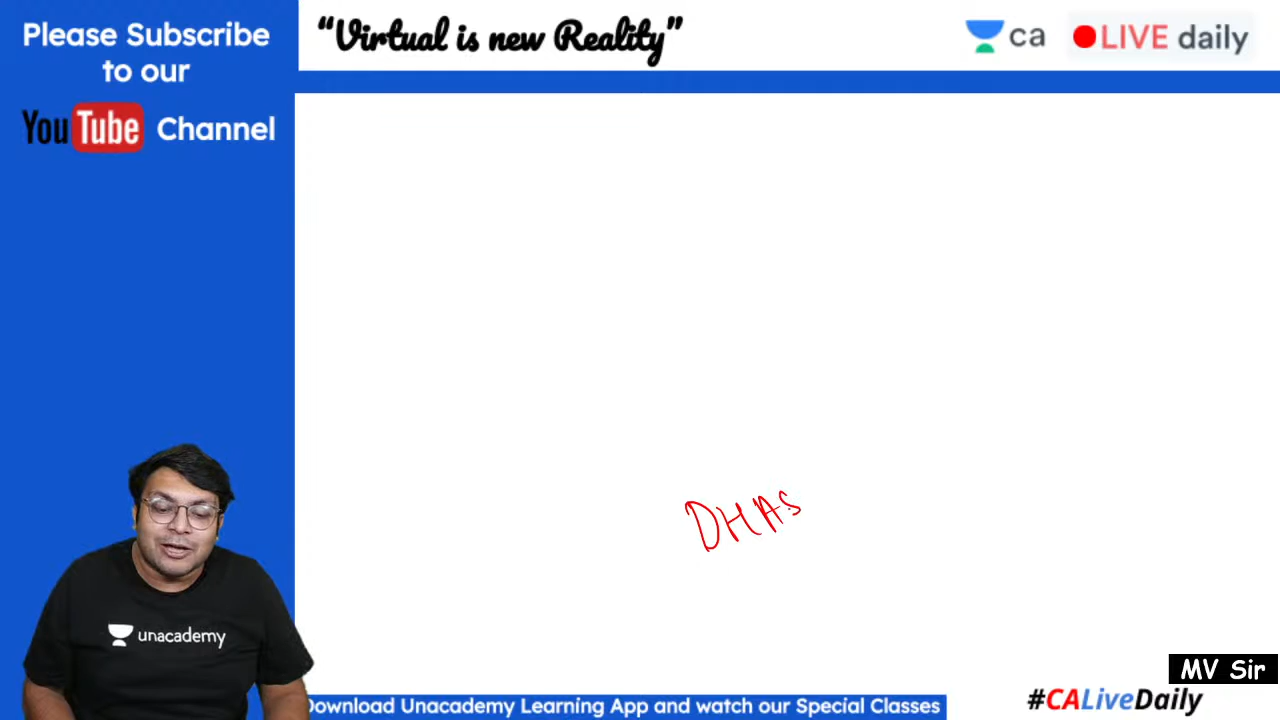 Please Subscribe
to our
YouTube Channel
“Virtual is new Reality”
ca LIVE daily
DHAS
unacademy
MV Sir
Download Unacademy Learning App and watch our Special Classes
#CALiveDaily